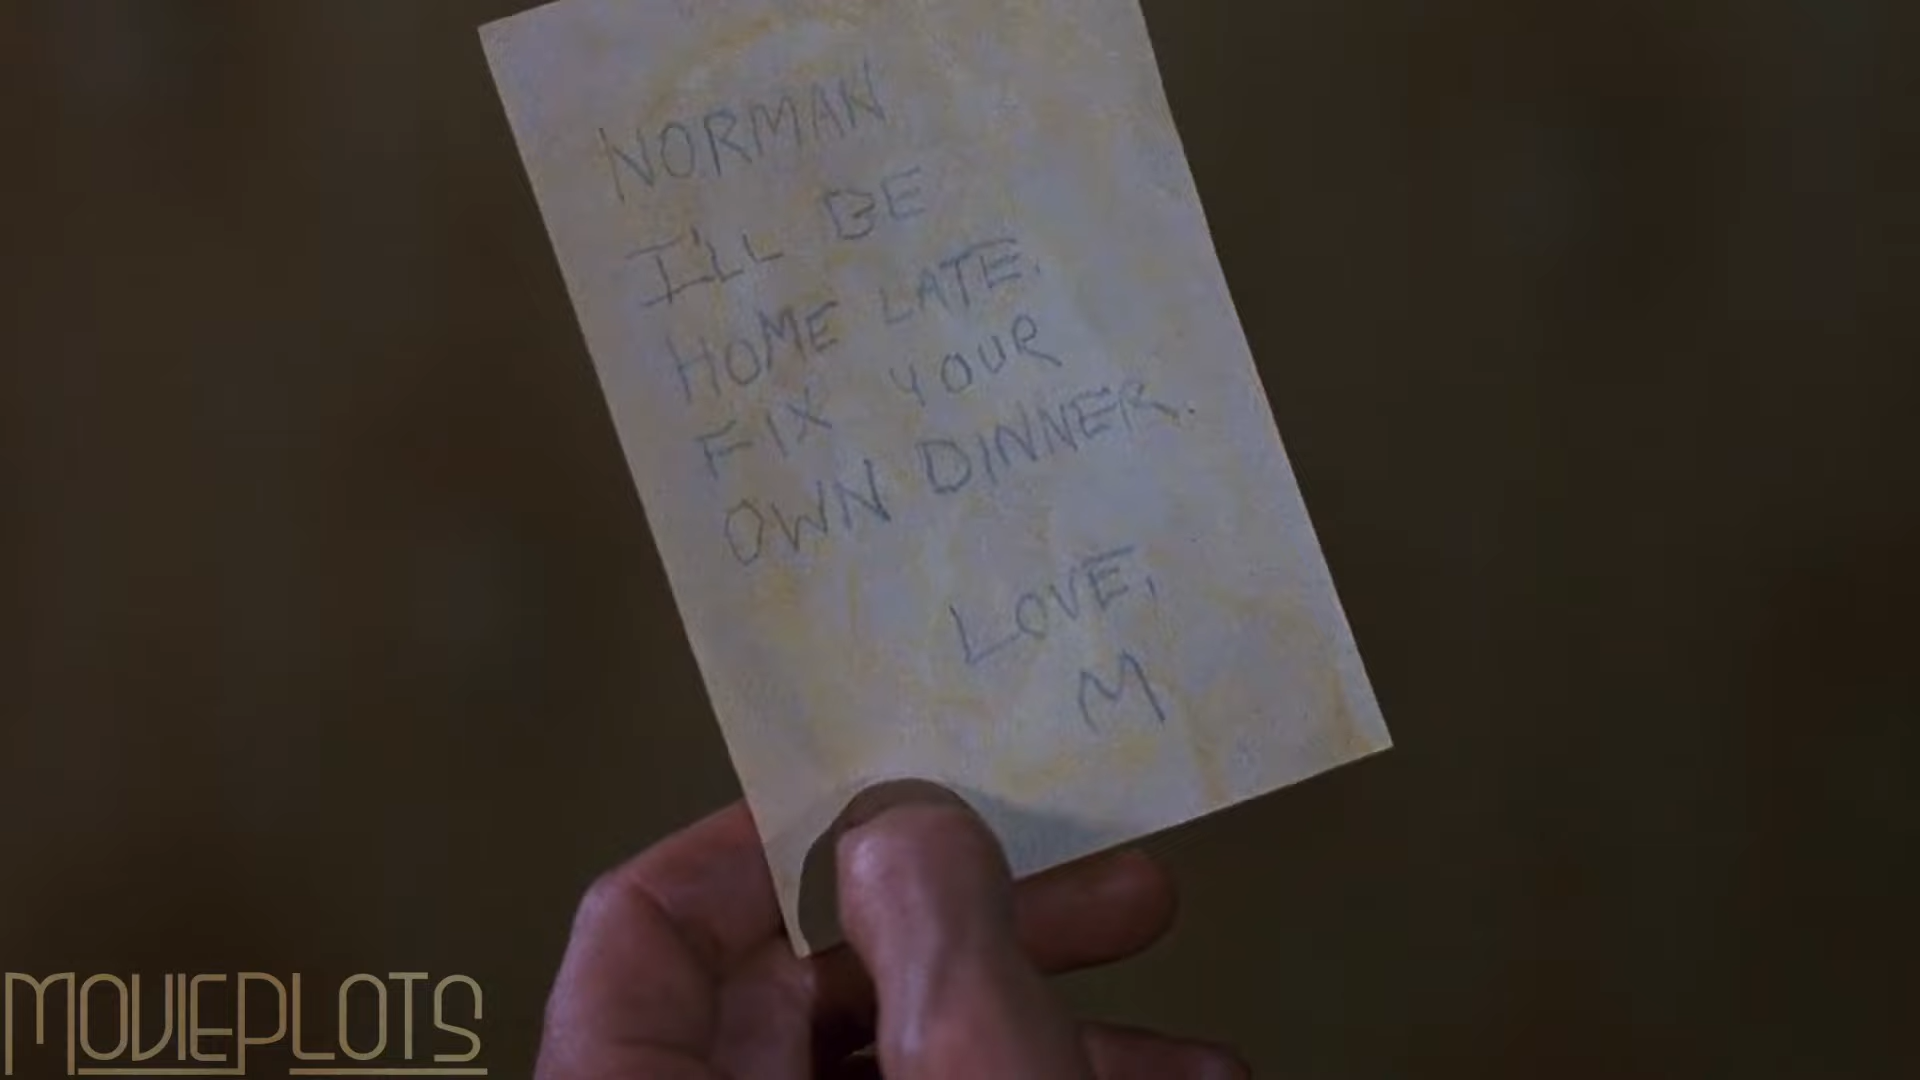 NORMAN
I'LL BE
HOME LATE.
FIX YOUR
OWN DINNER.
LOVE,
M
MOVIEPLOTS